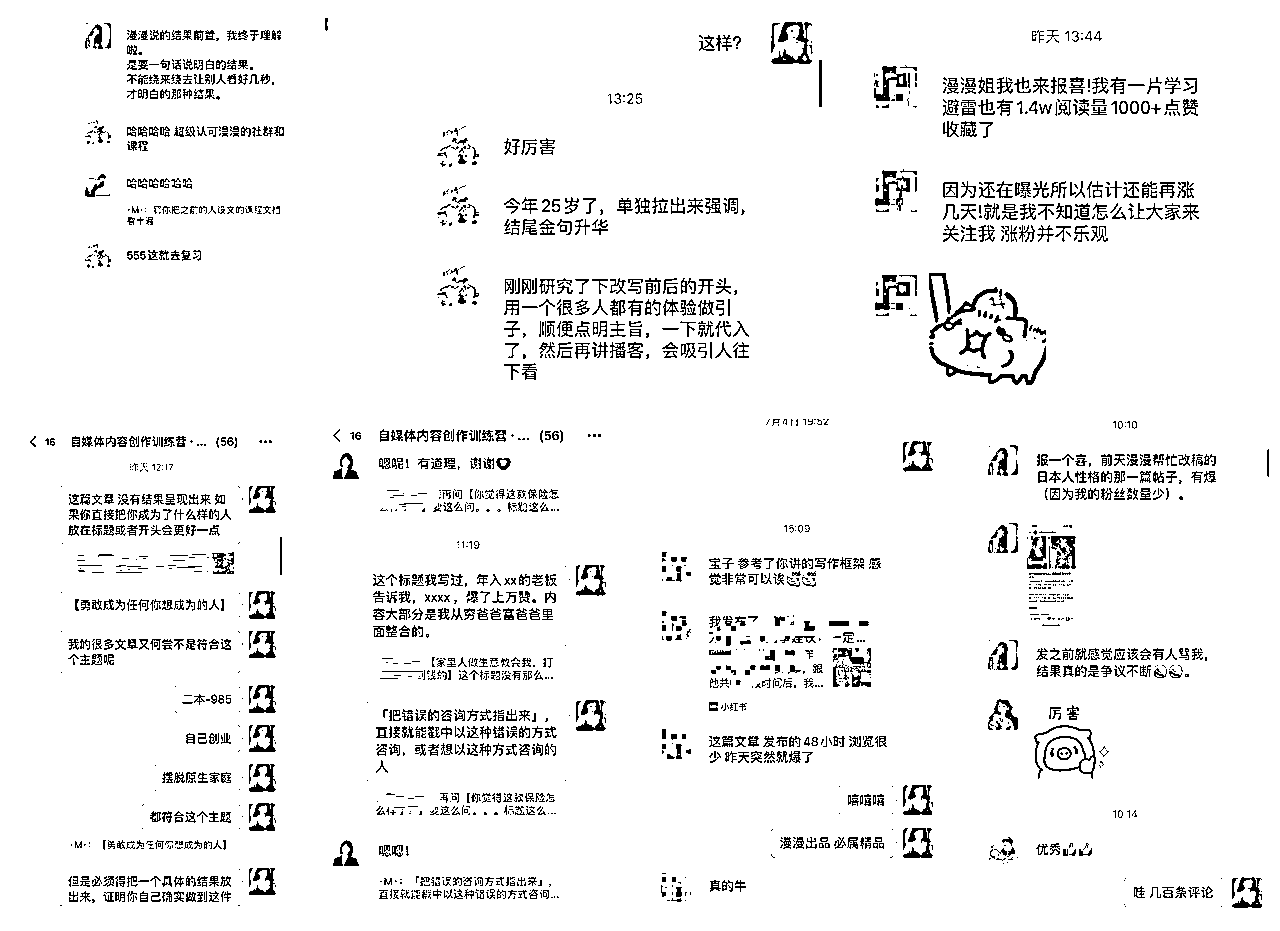 漫漫说的结果前置，我终于理解
啦。
是要一句话说明白的结果。
不能绕来绕去让别人看好几秒，
才明白的那种结果。
哈哈哈哈 超级认可漫漫的社群和
课程
哈哈哈哈哈哈
555这就去复习
这样?
13:25
好厉害
今年25岁了，单独拉出来强调，
结尾金句升华
刚刚研究了下改写前后的开头，
用一个很多人都有的体验做引
子，顺便点明主旨，一下就代入
了，然后再讲播客，会吸引人往
下看
昨天 13:44
漫漫姐我也来报喜!我有一片学习
避雷也有1.4w阅读量1000+点赞
收藏了
因为还在曝光所以估计还能再涨
几天!就是我不知道怎么让大家来
关注我 涨粉并不乐观
16 自媒体内容创作训练营·... (56) ···
昨天 12:17
这篇文章 没有结果呈现出来 如
果你直接把你成为了什么样的人
放在标题或者开头会更好一点
【勇敢成为任何你想成为的人】
我的很多文章又何尝不是符合这
个主题呢
二本-985
自己创业
摆脱原生家庭
都符合这个主题
·M·：【勇敢成为任何你想成为的人】
但是必须得把一个具体的结果放
出来，证明你自己确实做到这件
16 自媒体内容创作训练营·... (56) ···
嗯呢！有道理，谢谢
再问【你觉得这款保险怎
要这么问。。。标题这么...
11:19
这个标题我写过，年入xx的老板
告诉我，xxxx，爆了上万赞。内
容大部分是我从穷爸爸富爸爸里
面整合的。
【家里人做生意教会我，打
这个标题没有那么...
「把错误的咨询方式指出来」，
直接就能戳中以这种错误的方式
咨询，或者想以这种方式咨询的
人
再问【你觉得这款保险怎
要这么问。。。标题这么...
嗯嗯！
·M·：「把错误的咨询方式指出来」，
直接就能戳中以这种错误的方式咨询...
7月4日 19:52
15:09
宝子 参考了你讲的写作框架 感
觉非常可以诶
我发布了
一定...
跟
时间后，我...
小红书
这篇文章 发布的48小时 浏览很
少 昨天突然就爆了
嘻嘻嘻
漫漫出品 必属精品
真的牛
10:10
报一个喜，前天漫漫帮忙改稿的
日本人性格的那一篇帖子，有爆
（因为我的粉丝数量少）。
发之前就感觉应该会有人骂我，
结果真的是争议不断。
厉害
10:14
优秀
哇 几百条评论